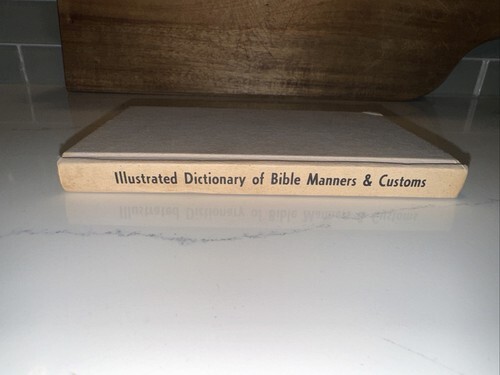 Illustrated Dictionary of Bible Manners & Customs